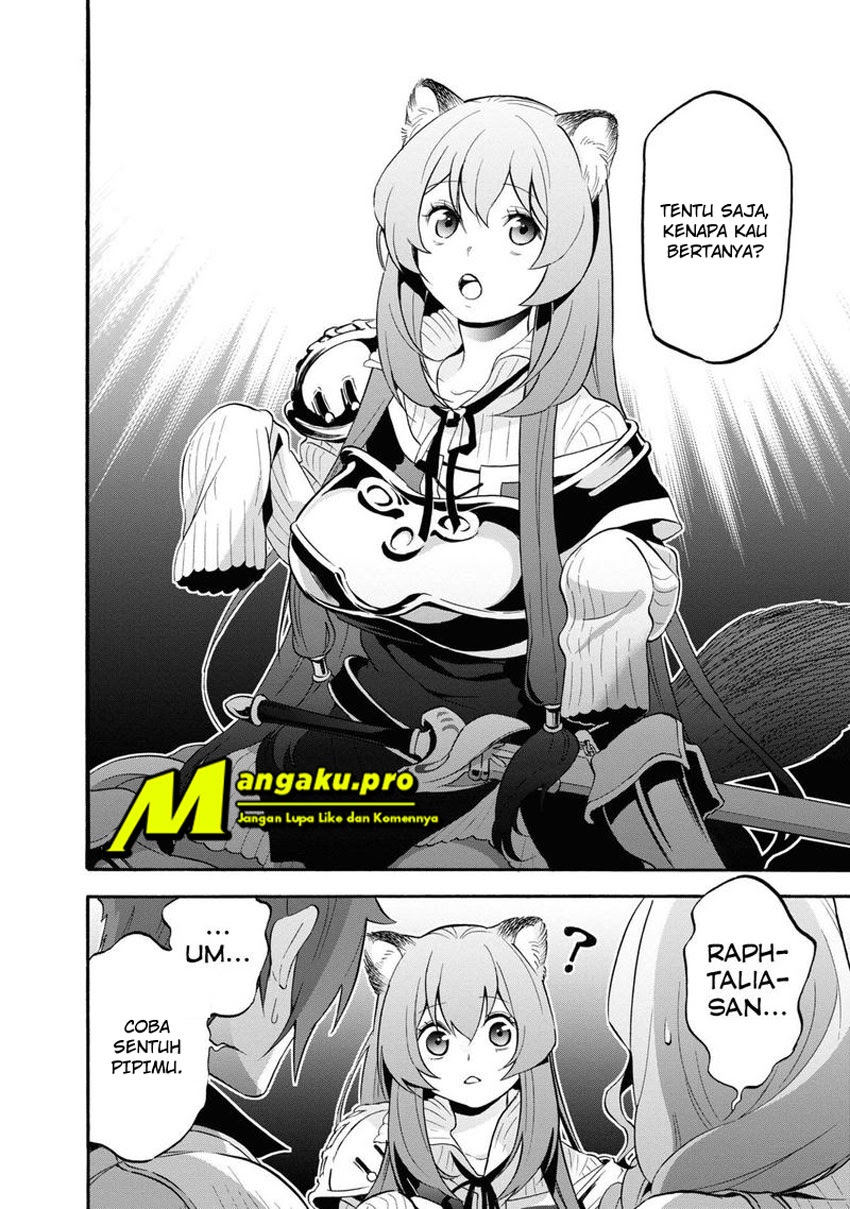 TENTU SAJA,
KENAPA KAU
BERTANYA?
Mangaku.pro
Jangan Lupa Like dan Komennya
?
RAPH-
TALIA-
SAN...
...
UM...
COBA
SENTUH
PIPIMU.